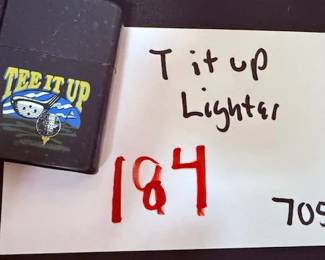 TEE IT UP
T it up
Lighter
184
705